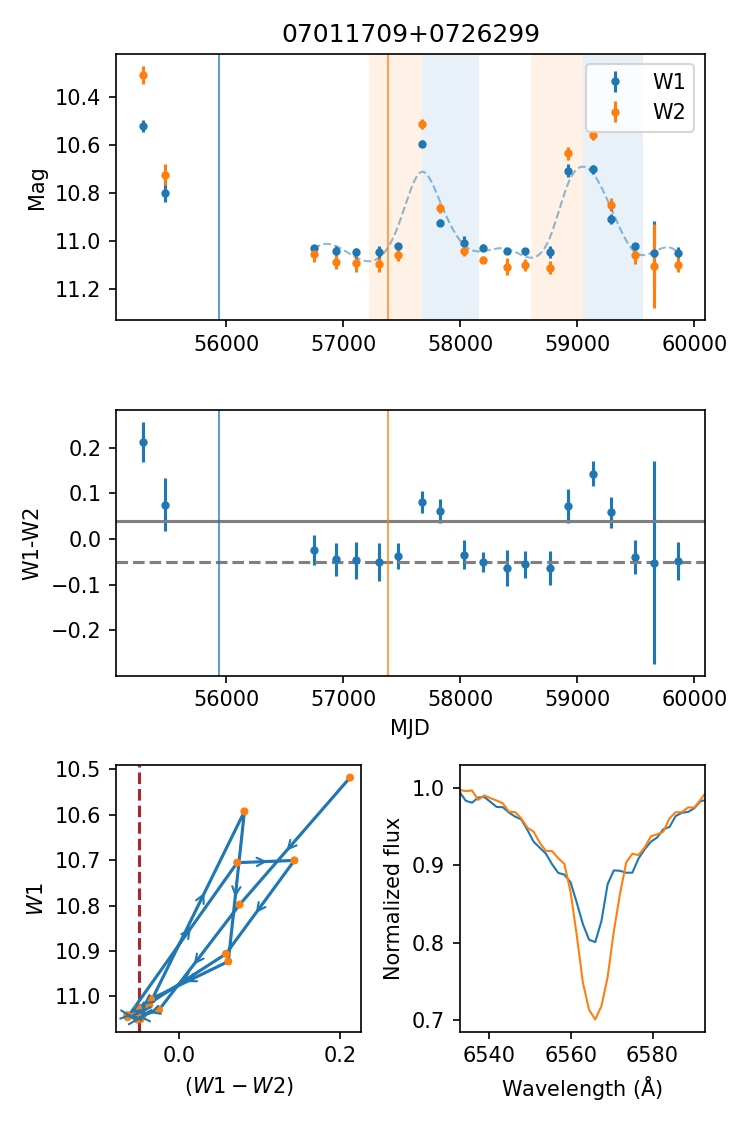 07011709+0726299
10.4
10.6
10.8
11.0
11.2
Mag
W1
W2
56000 57000 58000 59000 60000
0.2
0.1
0.0
−0.1
−0.2
W1-W2
56000 57000 58000 59000 60000
MJD
10.5
10.6
10.7
10.8
10.9
11.0
W1
0.0 0.2
(W1 − W2)
1.0
0.9
0.8
0.7
Normalized flux
6540 6560 6580
Wavelength (Å)